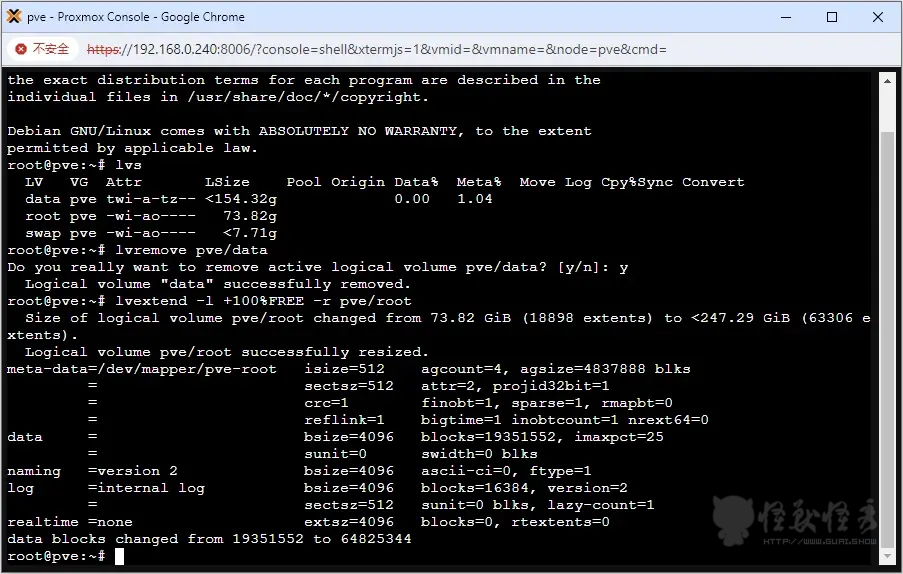 pve - Proxmox Console - Google Chrome
不安全 https://192.168.0.240:8006/?console=shell&xtermjs=1&vmid=&vmname=&node=pve&cmd=
the exact distribution terms for each program are described in the
individual files in /usr/share/doc/*/copyright.
Debian GNU/Linux comes with ABSOLUTELY NO WARRANTY, to the extent
permitted by applicable law.
root@pve:~# lvs
  LV   VG  Attr       LSize    Pool Origin Data%  Meta%  Move Log Cpy%Sync Convert
  data pve twi-a-tz-- <154.32g             0.00   1.04
  root pve -wi-ao----   73.82g
  swap pve -wi-ao----   <7.71g
root@pve:~# lvremove pve/data
Do you really want to remove active logical volume pve/data? [y/n]: y
  Logical volume "data" successfully removed.
root@pve:~# lvextend -l +100%FREE -r pve/root
  Size of logical volume pve/root changed from 73.82 GiB (18898 extents) to <247.29 GiB (63306 e
xtents).
  Logical volume pve/root successfully resized.
meta-data=/dev/mapper/pve-root   isize=512    agcount=4, agsize=4837888 blks
         =                       sectsz=512   attr=2, projid32bit=1
         =                       crc=1        finobt=1, sparse=1, rmapbt=0
         =                       reflink=1    bigtime=1 inobtcount=1 nrext64=0
data     =                       bsize=4096   blocks=19351552, imaxpct=25
         =                       sunit=0      swidth=0 blks
naming   =version 2              bsize=4096   ascii-ci=0, ftype=1
log      =internal log           bsize=4096   blocks=16384, version=2
         =                       sectsz=512   sunit=0 blks, lazy-count=1
realtime =none                   extsz=4096   blocks=0, rtextents=0
data blocks changed from 19351552 to 64825344
root@pve:~#
怪兽怪秀
HTTP://WWW.GUAI.SHOW